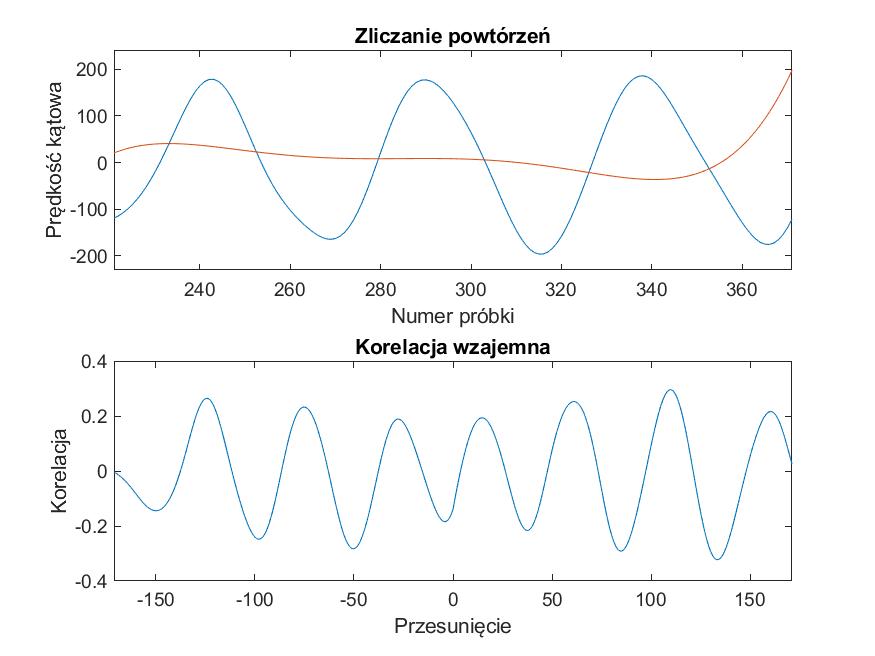 Zliczanie powtórzeń
200
100
0
-100
-200
Prędkość kątowa
240 260 280 300 320 340 360
Numer próbki
Korelacja wzajemna
0.4
0.2
0
-0.2
-0.4
Korelacja
-150 -100 -50 0 50 100 150
Przesunięcie